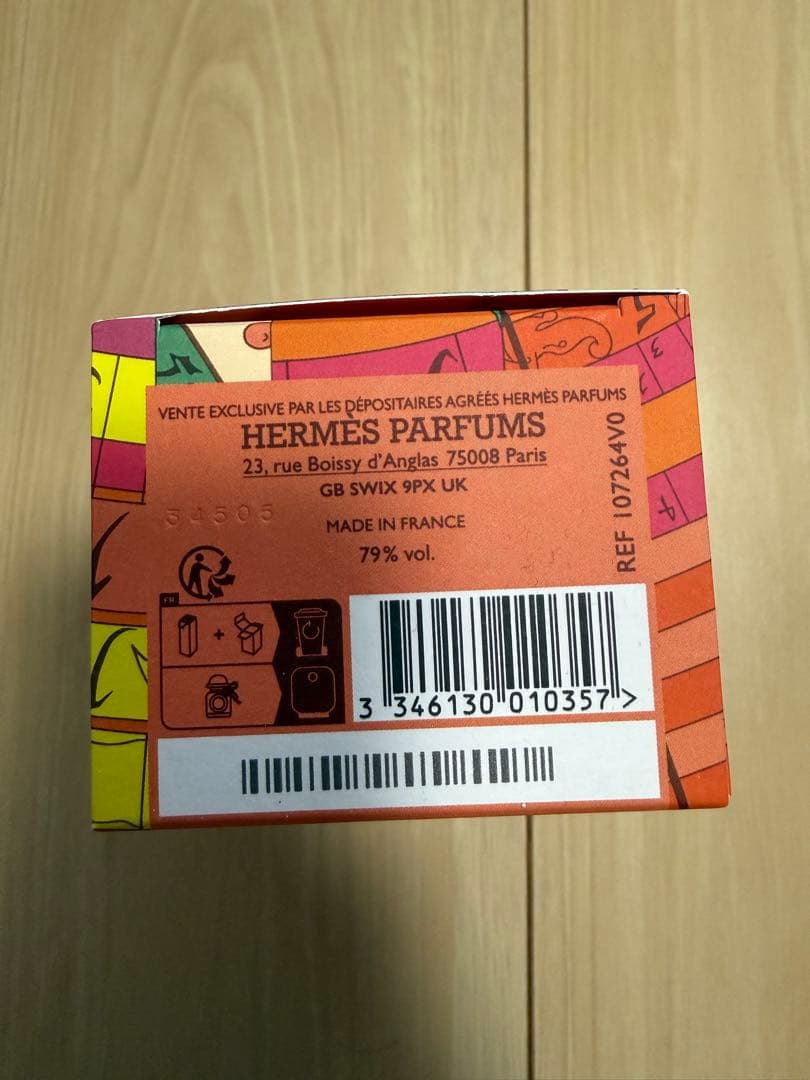 VENTE EXCLUSIVE PAR LES DÉPOSITAIRES AGRÉÉS HERMÈS PARFUMS
HERMÈS PARFUMS
23, rue Boissy d'Anglas 75008 Paris
GB SWIX 9PX UK
34505
MADE IN FRANCE
79% vol.
REF 107264V0
FR
+
3 346130 010357 >